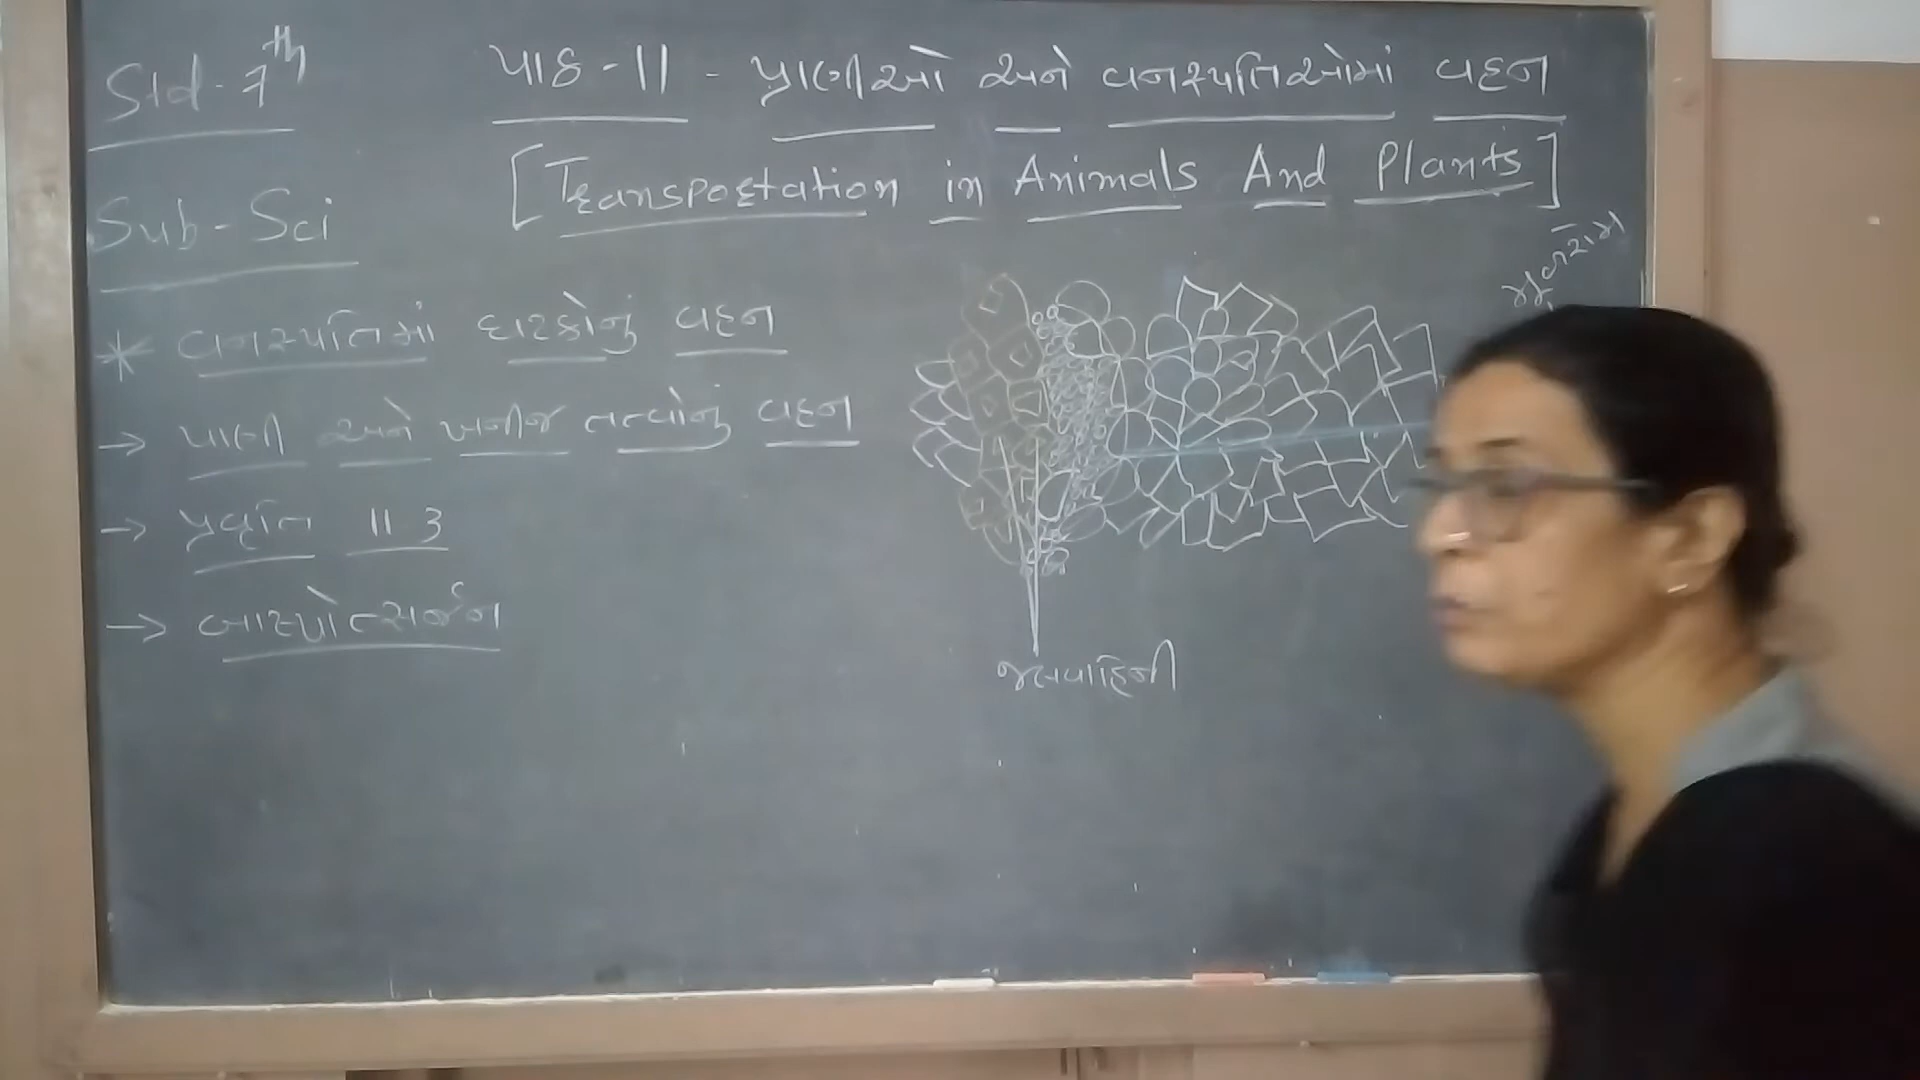 Std-7th
પાઠ-11 - પ્રાણીઓ અને વનસ્પતિઓમાં વહન
[Transportation in Animals And Plants]
Sub-Sci
* વનસ્પતિમાં ઘટકોનું વહન
→ પાણી અને ખનીજ તત્વોનું વહન
→ પ્રવૃત્તિ 11.3
→ બાષ્પોત્સર્જન
જલવાહિની